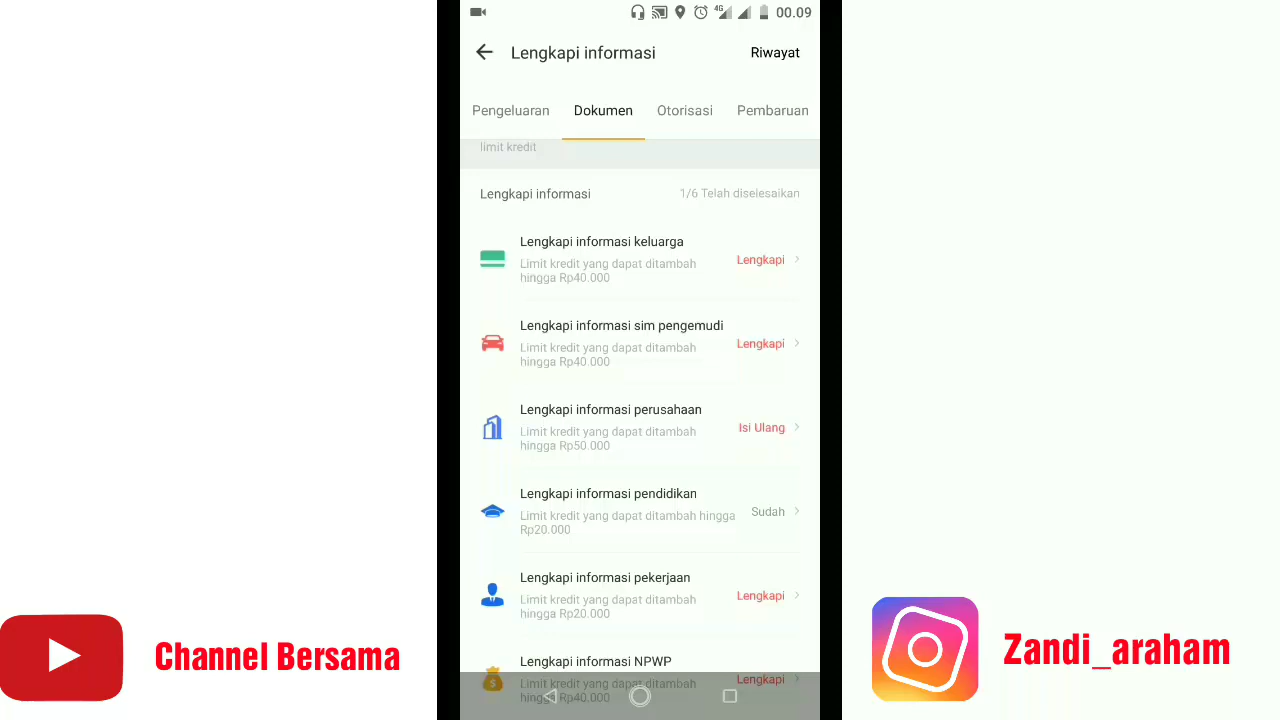 4G 00.09
Lengkapi informasi Riwayat
Pengeluaran Dokumen Otorisasi Pembaruan
limit kredit
Lengkapi informasi 1/6 Telah diselesaikan
Lengkapi informasi keluarga
Limit kredit yang dapat ditambah
hingga Rp40.000
Lengkapi
Lengkapi informasi sim pengemudi
Limit kredit yang dapat ditambah
hingga Rp40.000
Lengkapi
Lengkapi informasi perusahaan
Limit kredit yang dapat ditambah
hingga Rp50.000
Isi Ulang
Lengkapi informasi pendidikan
Limit kredit yang dapat ditambah hingga
Rp20.000
Sudah
Lengkapi informasi pekerjaan
Limit kredit yang dapat ditambah
hingga Rp20.000
Lengkapi
Lengkapi informasi NPWP
Limit kredit yang dapat ditambah
hingga Rp40.000
Lengkapi
Channel Bersama
Zandi_araham